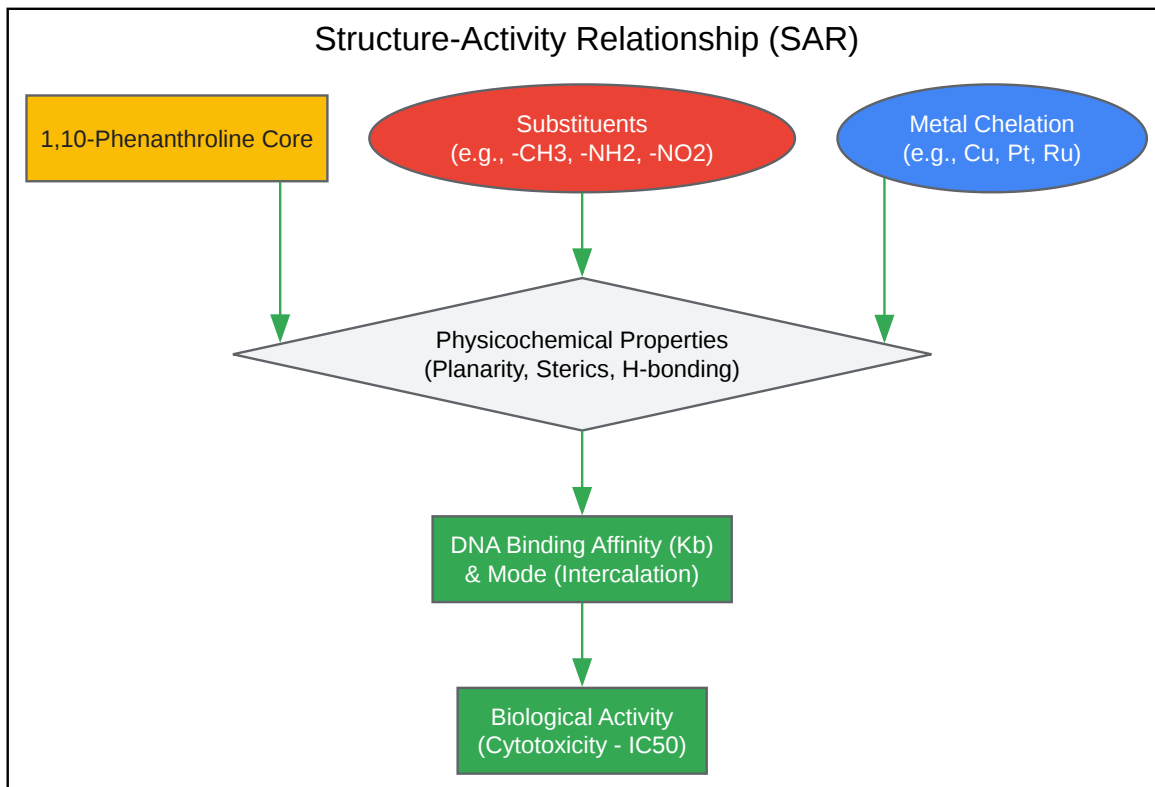 Structure-Activity Relationship (SAR)
1,10-Phenanthroline Core
Substituents
(e.g., -CH3, -NH2, -NO2)
Metal Chelation
(e.g., Cu, Pt, Ru)
Physicochemical Properties
(Planarity, Sterics, H-bonding)
DNA Binding Affinity (Kb)
& Mode (Intercalation)
Biological Activity
(Cytotoxicity - IC50)